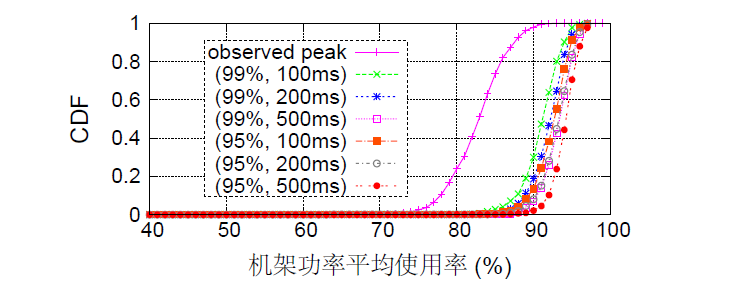 CDF
1
0.8
0.6
0.4
0.2
0
observed peak
(99%, 100ms)
(99%, 200ms)
(99%, 500ms)
(95%, 100ms)
(95%, 200ms)
(95%, 500ms)
40 50 60 70 80 90 100
机架功率平均使用率 (%)